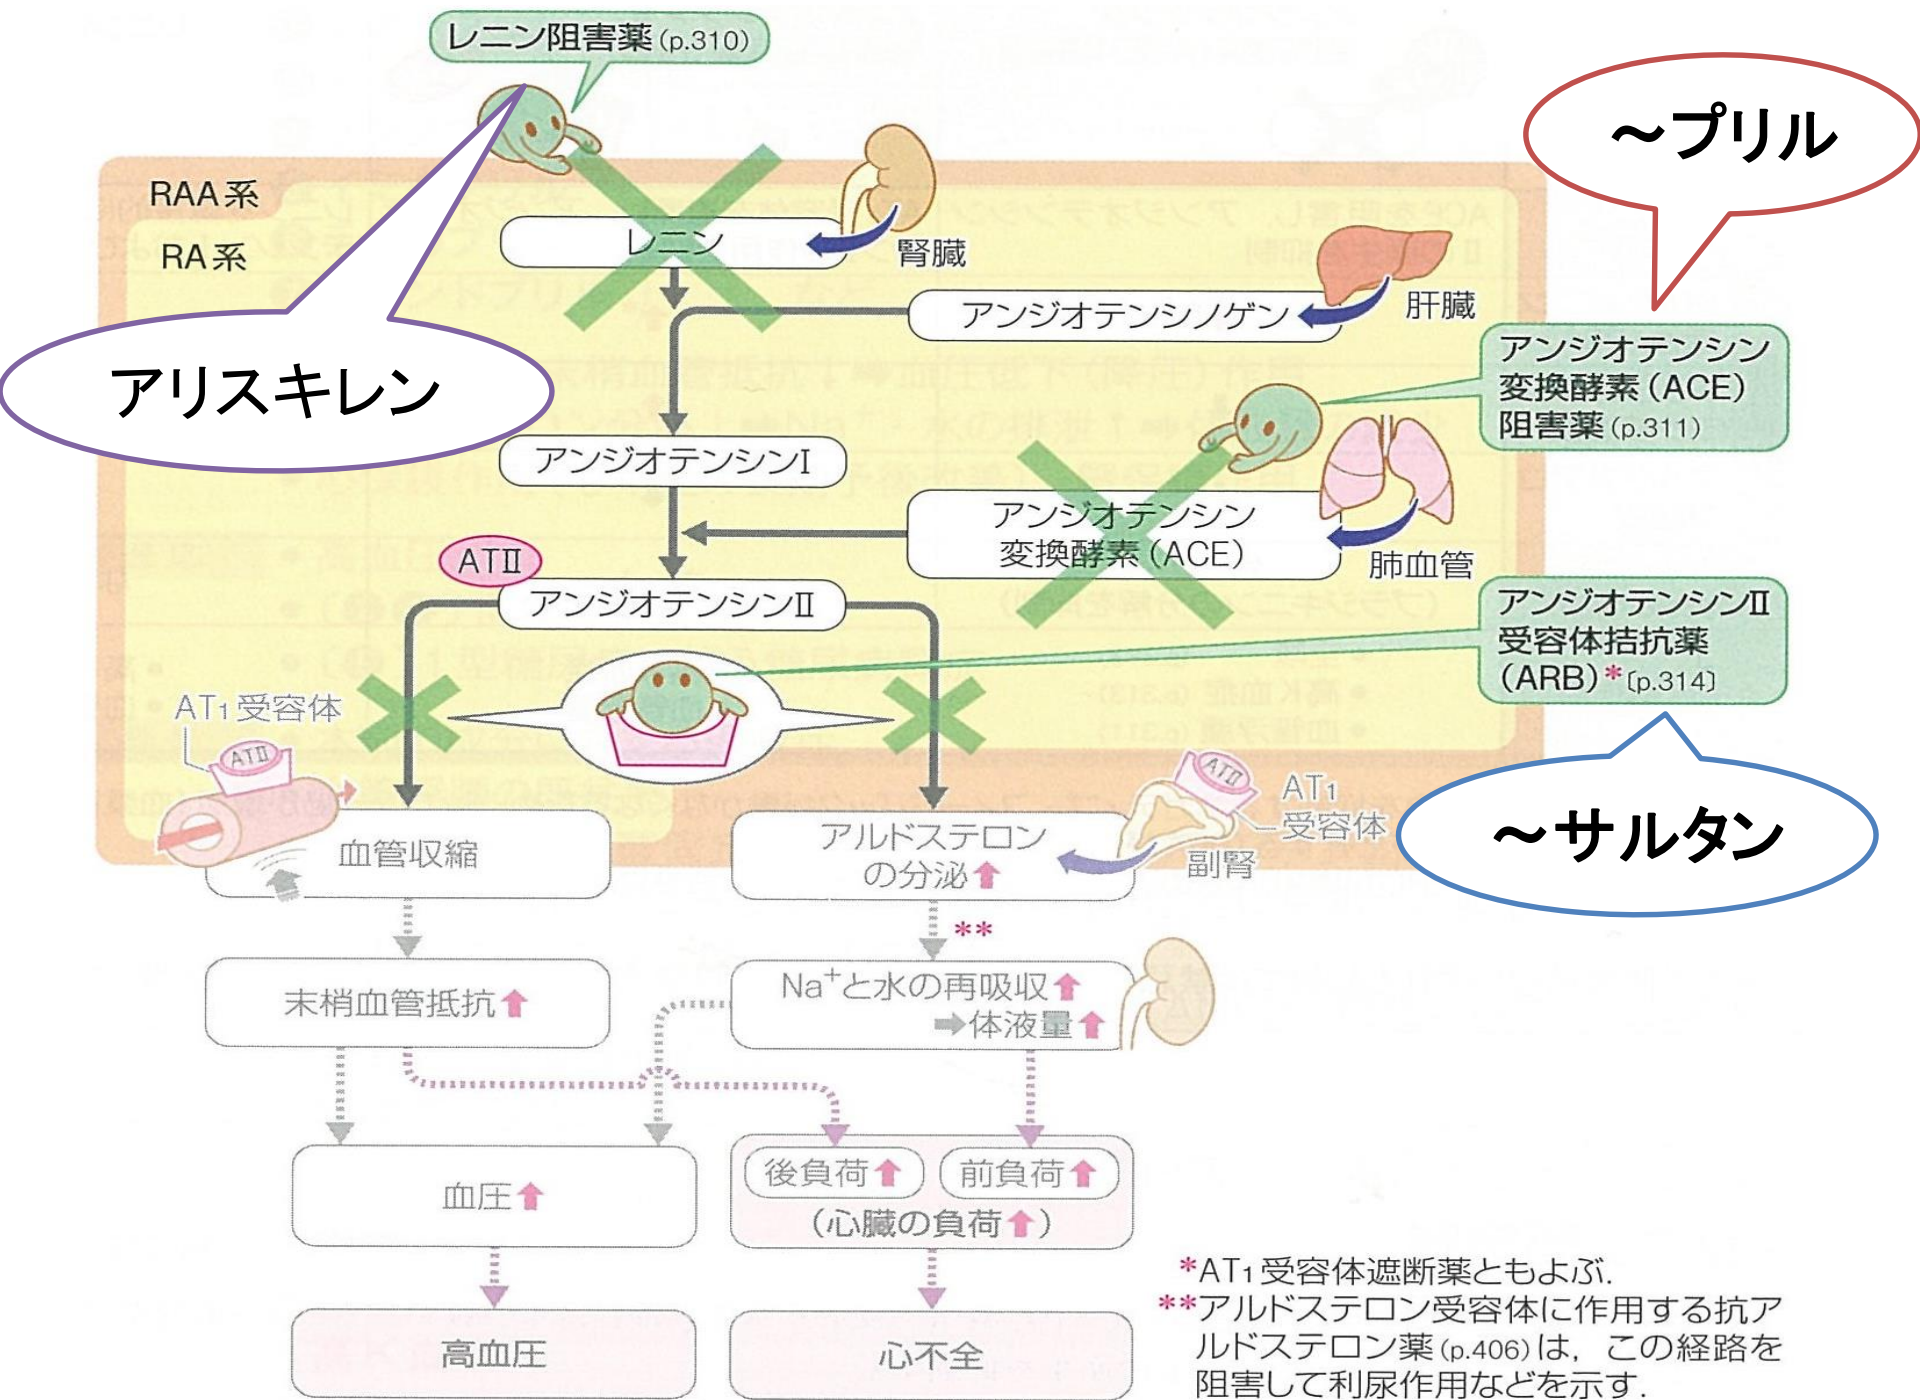 レニン阻害薬(p.310)
～プリル
RAA系
RA系
レニン
腎臓
アンジオテンシノゲン
肝臓
アリスキレン
アンジオテンシン
変換酵素(ACE)
阻害薬(p.311)
アンジオテンシンI
アンジオテンシン
変換酵素(ACE)
肺血管
ATⅡ
アンジオテンシンⅡ
アンジオテンシンⅡ
受容体拮抗薬
(ARB)*〔p.314〕
AT₁受容体
ATⅡ
ATⅡ
AT₁
受容体
～サルタン
血管収縮
アルドステロン
の分泌⬆
副腎
**
末梢血管抵抗⬆
Na⁺と水の再吸収⬆
➡体液量⬆
血圧⬆
後負荷⬆
前負荷⬆
(心臓の負荷⬆)
高血圧
心不全
*AT₁受容体遮断薬ともよぶ.
**アルドステロン受容体に作用する抗ア
ルドステロン薬(p.406)は，この経路を
阻害して利尿作用などを示す.